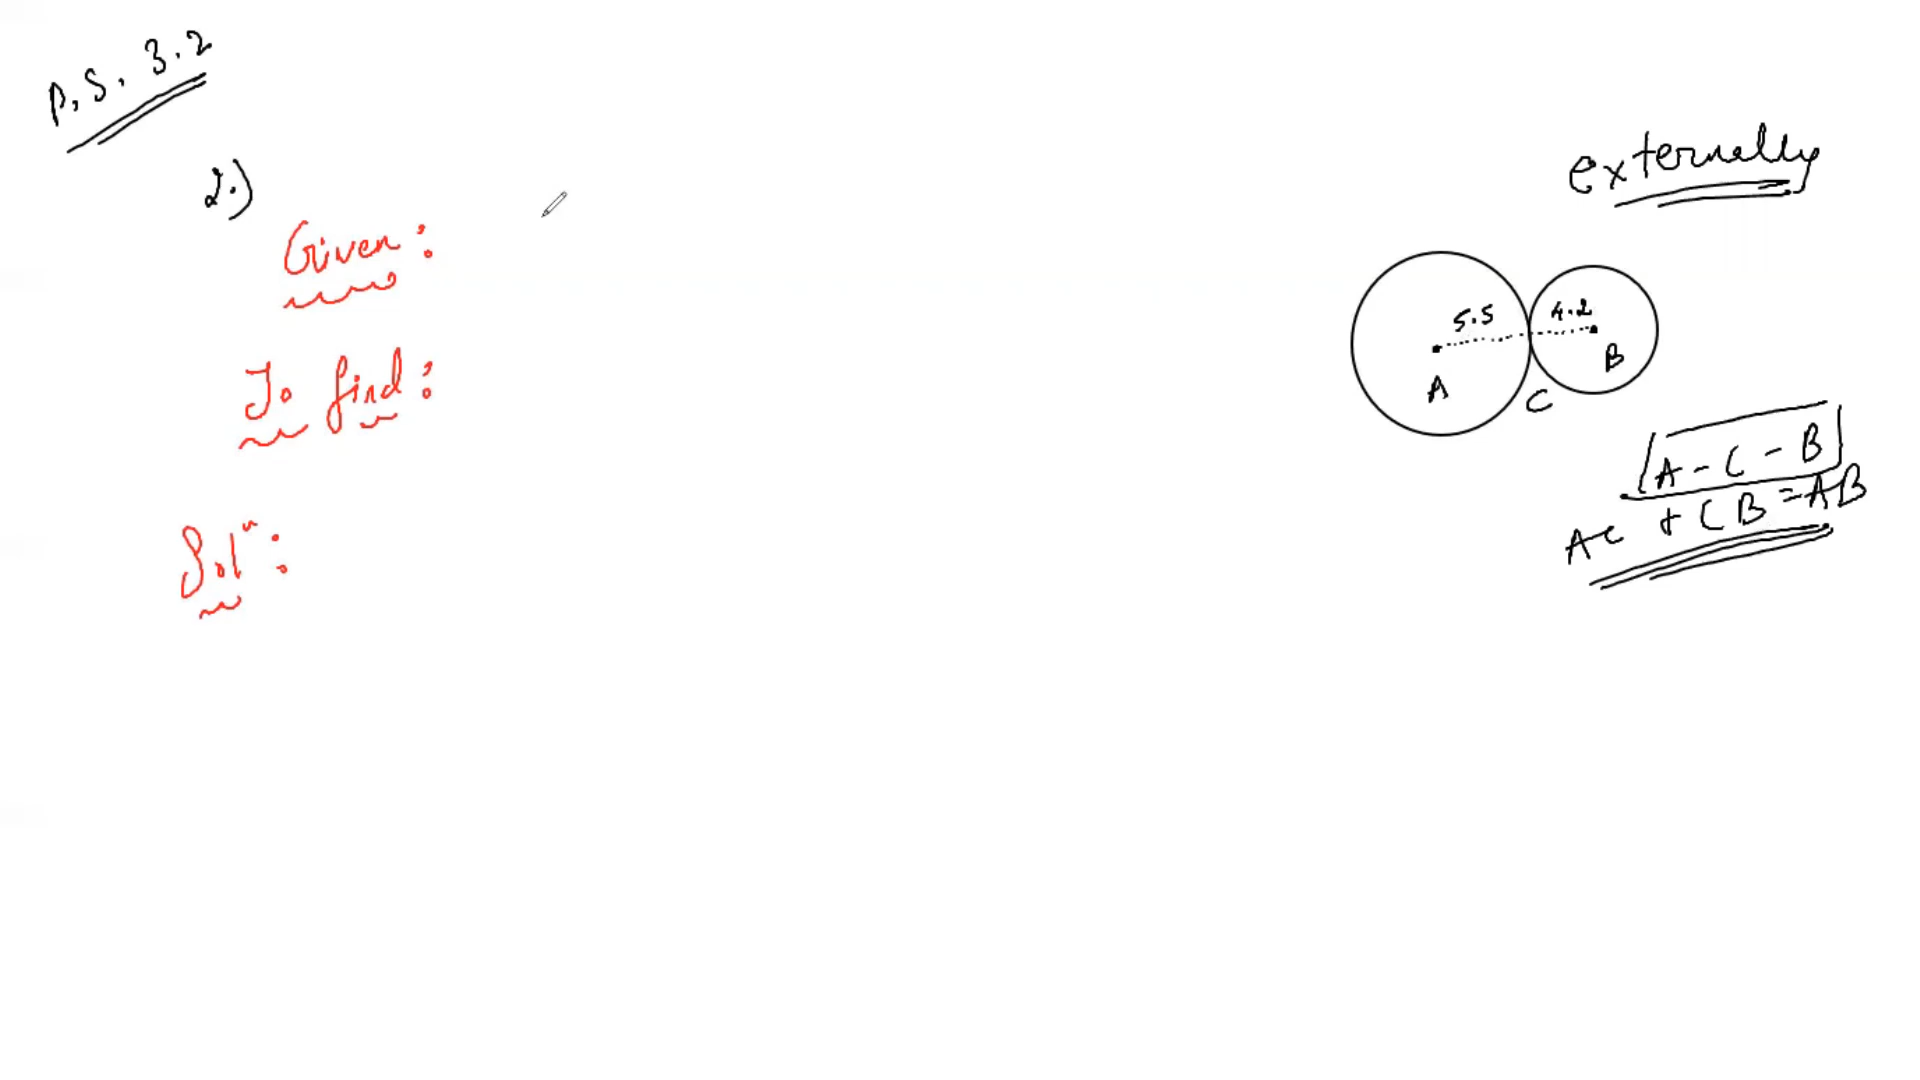 P.S. 3.2
2.)
Given:
To find:
Solⁿ:
externally
5.5 4.2
A
B
C
A - C - B
AC + CB = AB